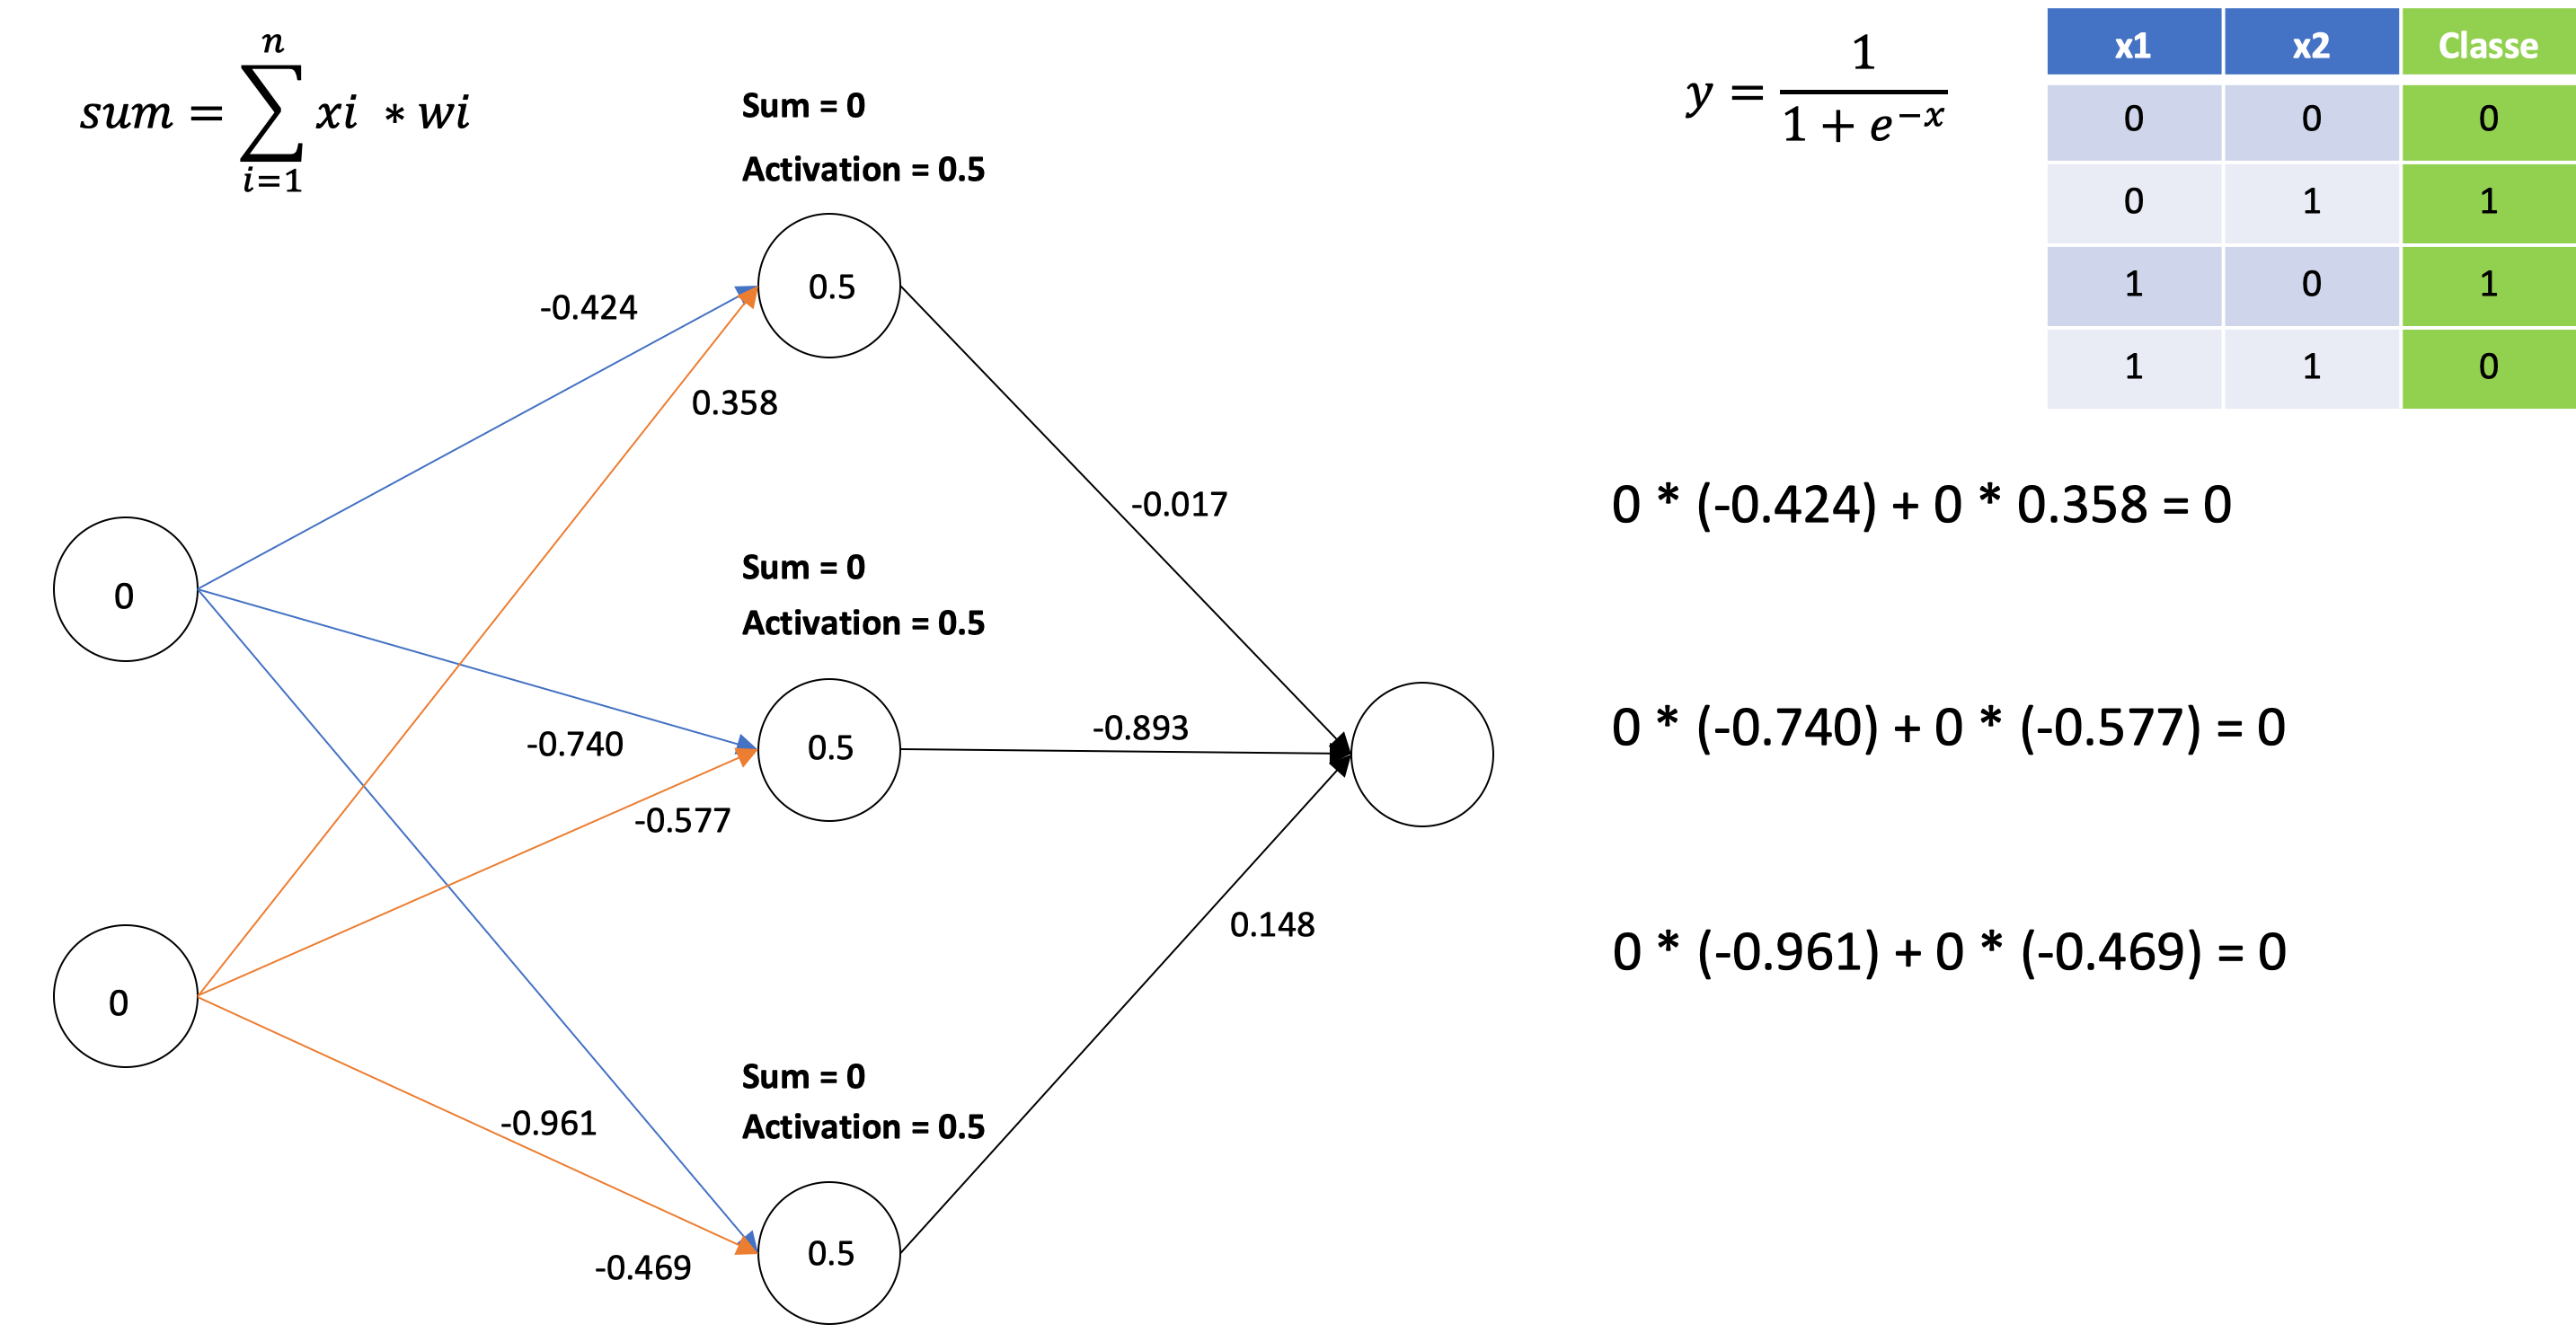 sum = ∑ xi * wi
n
i=1
y = 1 / (1 + e^−x)
x1 x2 Classe
0 0 0
0 1 1
1 0 1
1 1 0
Sum = 0
Activation = 0.5
0.5
-0.424
0.358
-0.017
0 * (-0.424) + 0 * 0.358 = 0
Sum = 0
Activation = 0.5
0
0.5
-0.740
-0.893
-0.577
0 * (-0.740) + 0 * (-0.577) = 0
0
0.148
0 * (-0.961) + 0 * (-0.469) = 0
Sum = 0
Activation = 0.5
-0.961
0.5
-0.469